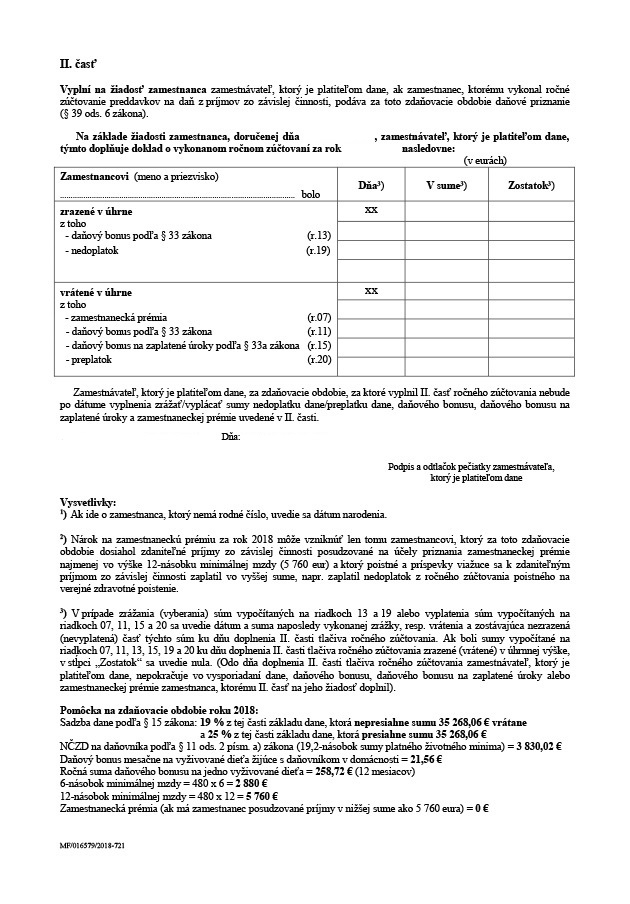 II. časť
Vyplní na žiadosť zamestnanca zamestnávateľ, ktorý je platiteľom dane, ak zamestnanec, ktorému vykonal ročné
zúčtovanie preddavkov na daň z príjmov zo závislej činnosti, podáva za toto zdaňovacie obdobie daňové priznanie
(§ 39 ods. 6 zákona).
Na základe žiadosti zamestnanca, doručenej dňa , zamestnávateľ, ktorý je platiteľom dane,
týmto doplňuje doklad o vykonanom ročnom zúčtovaní za rok nasledovne:
(v eurách)
Zamestnancovi (meno a priezvisko)
.......................................................................................... bolo
Dňa³) V sume³) Zostatok³)
zrazené v úhrne xx
z toho
- daňový bonus podľa § 33 zákona (r.13)
- nedoplatok (r.19)
vrátené v úhrne xx
z toho
- zamestnanecká prémia (r.07)
- daňový bonus podľa § 33 zákona (r.11)
- daňový bonus na zaplatené úroky podľa § 33a zákona (r.15)
- preplatok (r.20)
Zamestnávateľ, ktorý je platiteľom dane, za zdaňovacie obdobie, za ktoré vyplnil II. časť ročného zúčtovania nebude
po dátume vyplnenia zrážať/vyplácať sumy nedoplatku dane/preplatku dane, daňového bonusu, daňového bonusu na
zaplatené úroky a zamestnaneckej prémie uvedené v II. časti.
Dňa:
Podpis a odtlačok pečiatky zamestnávateľa,
ktorý je platiteľom dane
Vysvetlivky:
¹) Ak ide o zamestnanca, ktorý nemá rodné číslo, uvedie sa dátum narodenia.
²) Nárok na zamestnaneckú prémiu za rok 2018 môže vzniknúť len tomu zamestnancovi, ktorý za toto zdaňovacie
obdobie dosiahol zdaniteľné príjmy zo závislej činnosti posudzované na účely priznania zamestnaneckej prémie
najmenej vo výške 12-násobku minimálnej mzdy (5 760 eur) a ktorý poistné a príspevky viažuce sa k zdaniteľným
príjmom zo závislej činnosti zaplatil vo vyššej sume, napr. zaplatil nedoplatok z ročného zúčtovania poistného na
verejné zdravotné poistenie.
³) V prípade zrážania (vyberania) súm vypočítaných na riadkoch 13 a 19 alebo vyplatenia súm vypočítaných na
riadkoch 07, 11, 15 a 20 sa uvedie dátum a suma naposledy vykonanej zrážky, resp. vrátenia a zostávajúca nezrazená
(nevyplatená) časť týchto súm ku dňu doplnenia II. časti tlačiva ročného zúčtovania. Ak boli sumy vypočítané na
riadkoch 07, 11, 13, 15, 19 a 20 ku dňu doplnenia II. časti tlačiva ročného zúčtovania zrazené (vrátené) v úhrnnej výške,
v stĺpci „Zostatok“ sa uvedie nula. (Odo dňa doplnenia II. časti tlačiva ročného zúčtovania zamestnávateľ, ktorý je
platiteľom dane, nepokračuje vo vysporiadaní dane, daňového bonusu, daňového bonusu na zaplatené úroky alebo
zamestnaneckej prémie zamestnanca, ktorému II. časť na jeho žiadosť doplnil).
Pomôcka na zdaňovacie obdobie roku 2018:
Sadzba dane podľa § 15 zákona: 19 % z tej časti základu dane, ktorá nepresiahne sumu 35 268,06 € vrátane
a 25 % z tej časti základu dane, ktorá presiahne sumu 35 268,06 €
NČZD na daňovníka podľa § 11 ods. 2 písm. a) zákona (19,2-násobok sumy platného životného minima) = 3 830,02 €
Daňový bonus mesačne na vyživované dieťa žijúce s daňovníkom v domácnosti = 21,56 €
Ročná suma daňového bonusu na jedno vyživované dieťa = 258,72 € (12 mesiacov)
6-násobok minimálnej mzdy = 480 x 6 = 2 880 €
12-násobok minimálnej mzdy = 480 x 12 = 5 760 €
Zamestnanecká prémia (ak má zamestnanec posudzované príjmy v nižšej sume ako 5 760 eura) = 0 €
MF/016579/2018-721